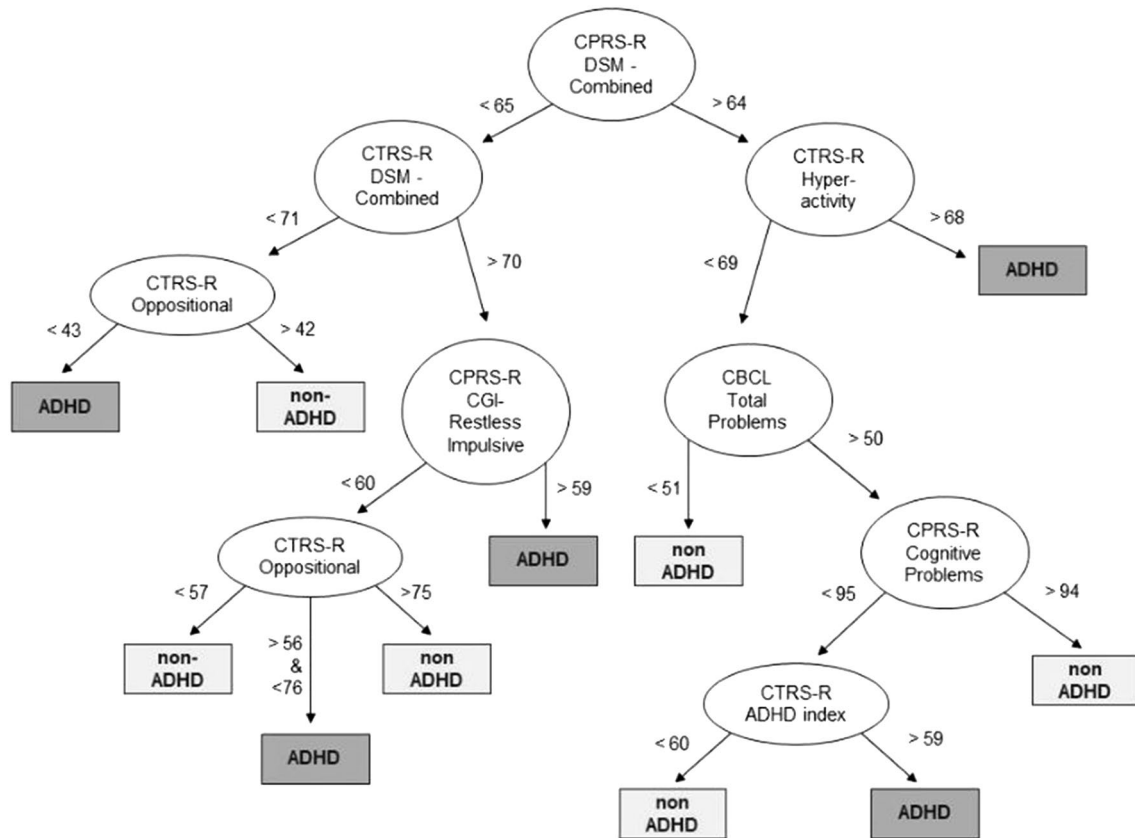 CPRS-R
DSM -
Combined
< 65
> 64
CTRS-R
DSM -
Combined
CTRS-R
Hyper-
activity
< 71
> 70
< 69
> 68
ADHD
CTRS-R
Oppositional
< 43
> 42
ADHD
non-
ADHD
CPRS-R
CGI-
Restless
Impulsive
CBCL
Total
Problems
< 60
> 59
< 51
> 50
ADHD
non
ADHD
CTRS-R
Oppositional
CPRS-R
Cognitive
Problems
< 57
> 56
&
<76
>75
< 95
> 94
non-
ADHD
non
ADHD
ADHD
non
ADHD
CTRS-R
ADHD index
< 60
> 59
non
ADHD
ADHD